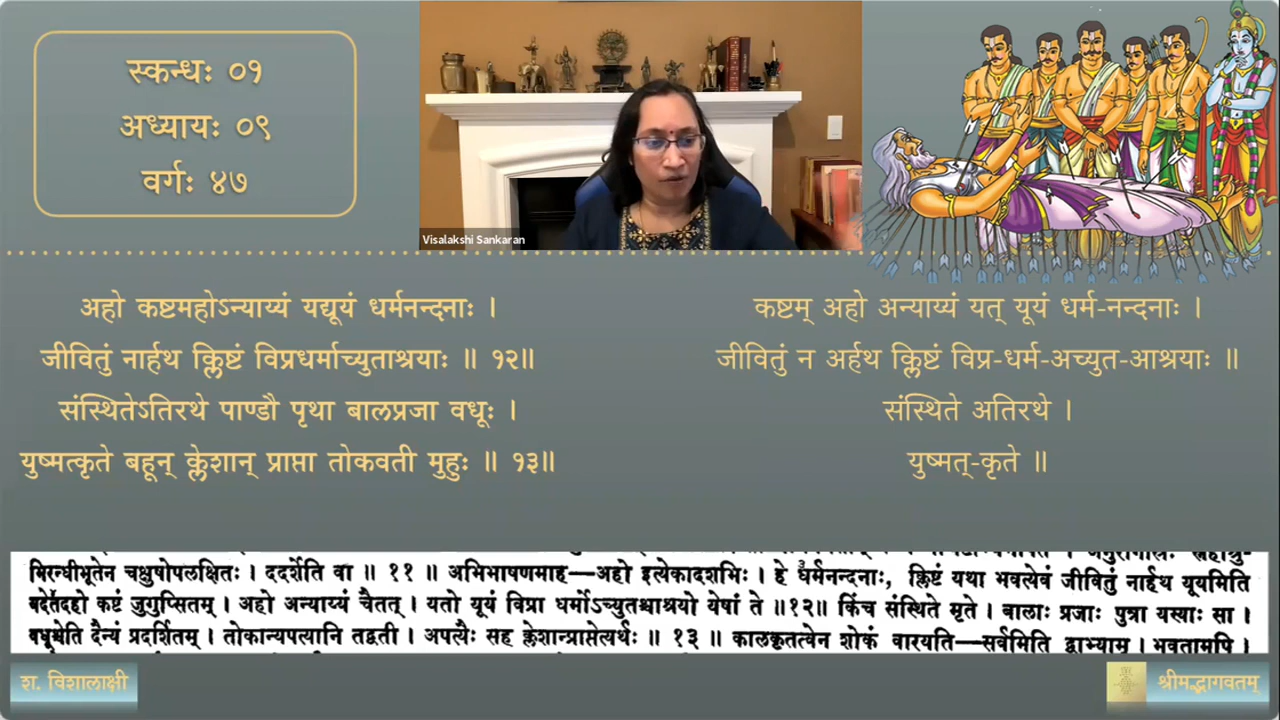 स्कन्धः ०१
अध्यायः ०९
वर्गः ४७
Visalakshi Sankaran
अहो कष्टमहोऽन्याय्यं यद्यूयं धर्मनन्दनाः ।
जीवितुं नार्हथ क्लिष्टं विप्रधर्माच्युताश्रयाः ॥ १२॥
संस्थितेऽतिरथे पाण्डौ पृथा बालप्रजा वधूः ।
युष्मत्कृते बहून् क्लेशान् प्राप्ता तोकवती मुहुः ॥ १३॥
कष्टम् अहो अन्याय्यं यत् यूयं धर्म-नन्दनाः ।
जीवितुं न अर्हथ क्लिष्टं विप्र-धर्म-अच्युत-आश्रयाः ॥
संस्थिते अतिरथे ।
युष्मत्-कृते ॥
मिरन्धीभूतेन चक्षुषोपलक्षितः । ददर्शेति वा ॥ ११ ॥ अभिभाषणमाह—अहो इत्येकादशभिः । हे धर्मनन्दनाः, क्लिष्टं यथा भवत्येवं जीवितुं नार्हथ यूयमिति
यदेतदहो कष्टं जुगुप्सितम् । अहो अन्याय्यं चैतत् । यतो यूयं विप्रा धर्मोऽच्युतश्चाश्रयो येषां ते ॥१२॥ किंच संस्थिते मृते । बालाः प्रजाः पुत्रा यस्याः सा ।
वधूमेति दैन्यं प्रदर्शितम् । तोकान्यपत्यानि तद्वती । अपत्यैः सह क्लेशान्प्राप्तेत्यर्थः ॥ १३ ॥ कालकृतत्वेन शोकं वारयति—सर्वमिति द्वाभ्याम् । भवतामपि ।
श. विशालाक्षी
श्रीमद्भागवतम्